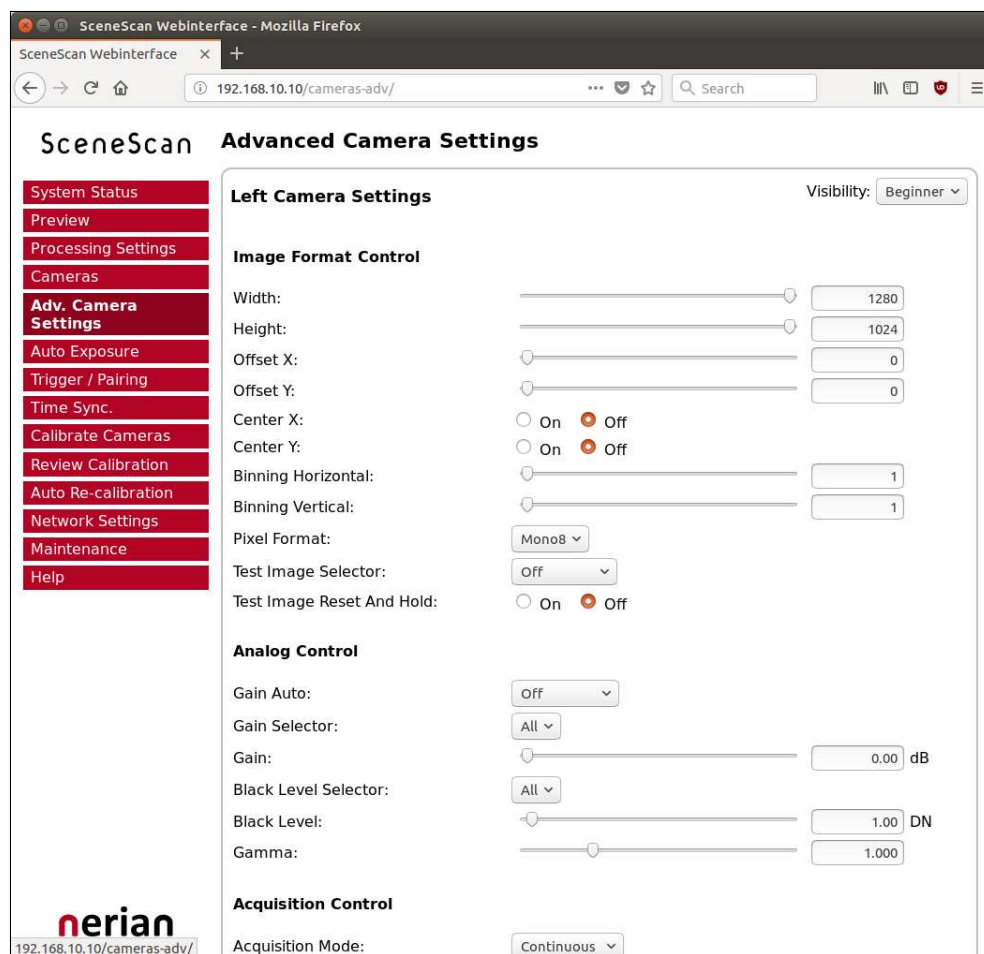 SceneScan Webinterface - Mozilla Firefox
SceneScan Webinterface × +
192.168.10.10/cameras-adv/ ··· Search
SceneScan
Advanced Camera Settings
System Status
Preview
Processing Settings
Cameras
Adv. Camera
Settings
Auto Exposure
Trigger / Pairing
Time Sync.
Calibrate Cameras
Review Calibration
Auto Re-calibration
Network Settings
Maintenance
Help
nerian
192.168.10.10/cameras-adv/
Left Camera Settings
Visibility: Beginner
Image Format Control
Width: 1280
Height: 1024
Offset X: 0
Offset Y: 0
Center X: On Off
Center Y: On Off
Binning Horizontal: 1
Binning Vertical: 1
Pixel Format: Mono8
Test Image Selector: Off
Test Image Reset And Hold: On Off
Analog Control
Gain Auto: Off
Gain Selector: All
Gain: 0.00 dB
Black Level Selector: All
Black Level: 1.00 DN
Gamma: 1.000
Acquisition Control
Acquisition Mode: Continuous